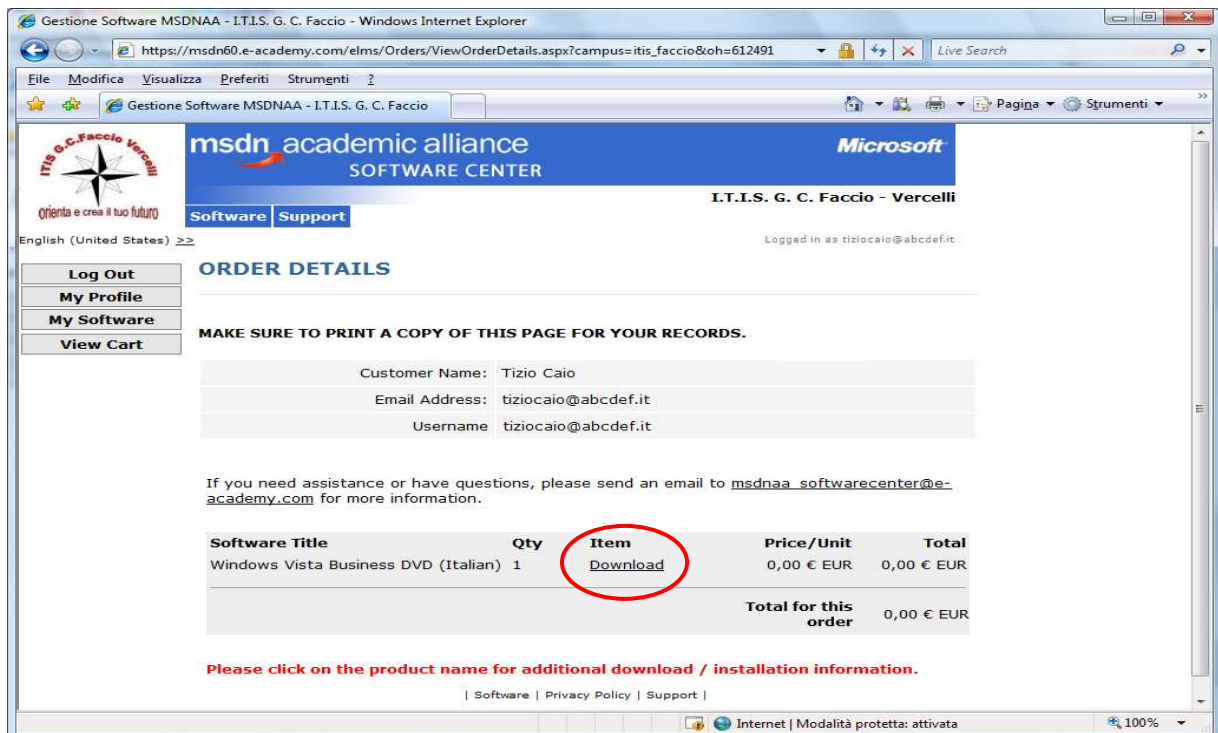 Gestione Software MSDNAA - I.T.I.S. G. C. Faccio - Windows Internet Explorer
https://msdn60.e-academy.com/elms/Orders/ViewOrderDetails.aspx?campus=itis_faccio&oh=612491
Live Search
File Modifica Visualizza Preferiti Strumenti ?
Gestione Software MSDNAA - I.T.I.S. G. C. Faccio
Pagina Strumenti
ITIS G.C.Faccio Vercelli
orienta e crea il tuo futuro
msdn academic alliance
SOFTWARE CENTER
Microsoft
I.T.I.S. G. C. Faccio - Vercelli
Software Support
English (United States) >>
Logged in as tiziocaio@abcdef.it
Log Out
My Profile
My Software
View Cart
ORDER DETAILS
MAKE SURE TO PRINT A COPY OF THIS PAGE FOR YOUR RECORDS.
Customer Name: Tizio Caio
Email Address: tiziocaio@abcdef.it
Username tiziocaio@abcdef.it
If you need assistance or have questions, please send an email to msdnaa_softwarecenter@e-
academy.com for more information.
Software Title Qty Item Price/Unit Total
Windows Vista Business DVD (Italian) 1 Download 0,00 € EUR 0,00 € EUR
Total for this
order 0,00 € EUR
Please click on the product name for additional download / installation information.
| Software | Privacy Policy | Support |
Internet | Modalità protetta: attivata
100%